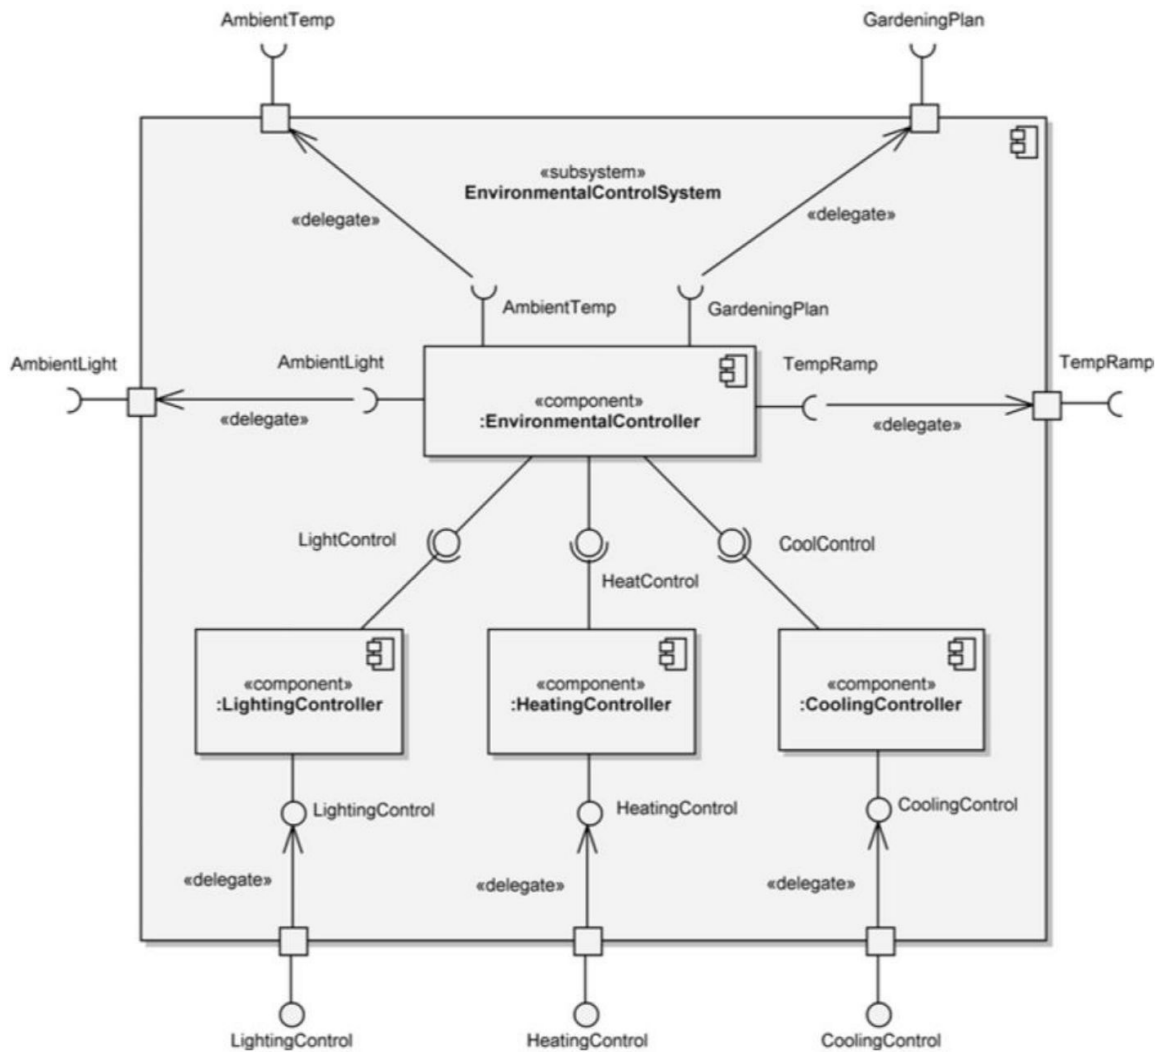 AmbientTemp
GardeningPlan
«subsystem»
EnvironmentalControlSystem
«delegate»
«delegate»
AmbientTemp
GardeningPlan
AmbientLight
AmbientLight
TempRamp
TempRamp
«delegate»
«component»
:EnvironmentalController
«delegate»
LightControl
HeatControl
CoolControl
«component»
:LightingController
«component»
:HeatingController
«component»
:CoolingController
LightingControl
HeatingControl
CoolingControl
«delegate»
«delegate»
«delegate»
LightingControl
HeatingControl
CoolingControl